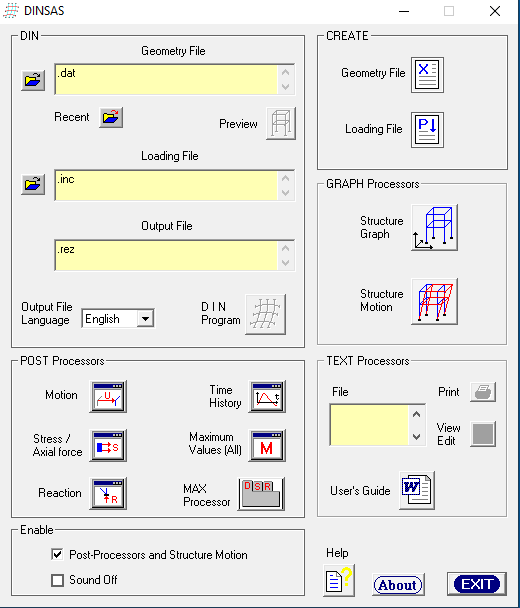 DINSAS
DIN
Geometry File
.dat
Recent
Preview
Loading File
.inc
Output File
.rez
Output File
Language
English
D I N
Program
CREATE
Geometry File
X
Loading File
P
GRAPH Processors
Structure
Graph
Structure
Motion
POST Processors
Motion
U
Time
History
t
Stress /
Axial force
S
Maximum
Values (All)
M
Reaction
R
MAX
Processor
D S R
TEXT Processors
File
Print
View
Edit
User's Guide
W
Enable
Post-Processors and Structure Motion
Sound Off
Help
?
About
EXIT